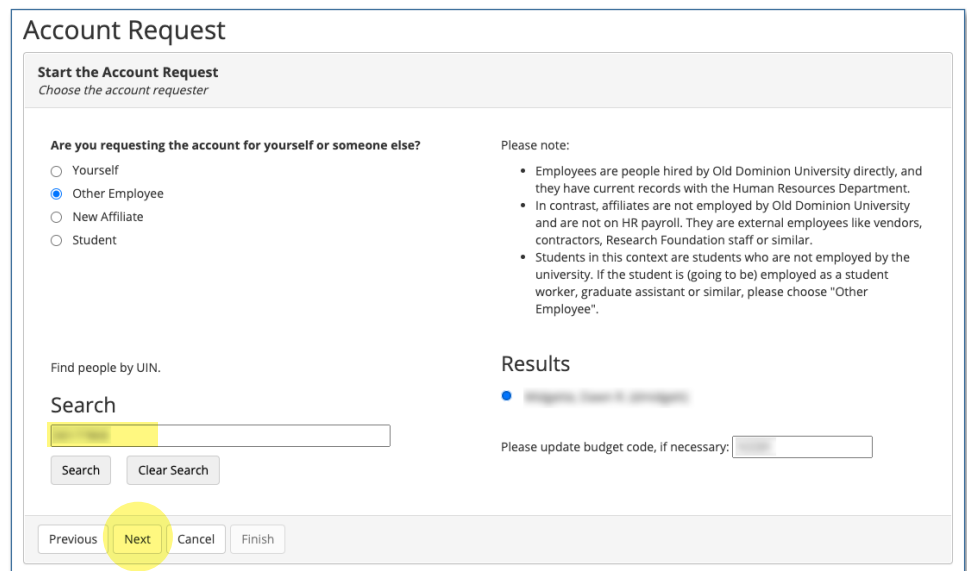 Account Request
Start the Account Request
Choose the account requester
Are you requesting the account for yourself or someone else?
Yourself
Other Employee
New Affiliate
Student
Please note:
Employees are people hired by Old Dominion University directly, and
they have current records with the Human Resources Department.
In contrast, affiliates are not employed by Old Dominion University
and are not on HR payroll. They are external employees like vendors,
contractors, Research Foundation staff or similar.
Students in this context are students who are not employed by the
university. If the student is (going to be) employed as a student
worker, graduate assistant or similar, please choose "Other
Employee".
Find people by UIN.
Search
Search
Clear Search
Results
Please update budget code, if necessary:
Previous
Next
Cancel
Finish